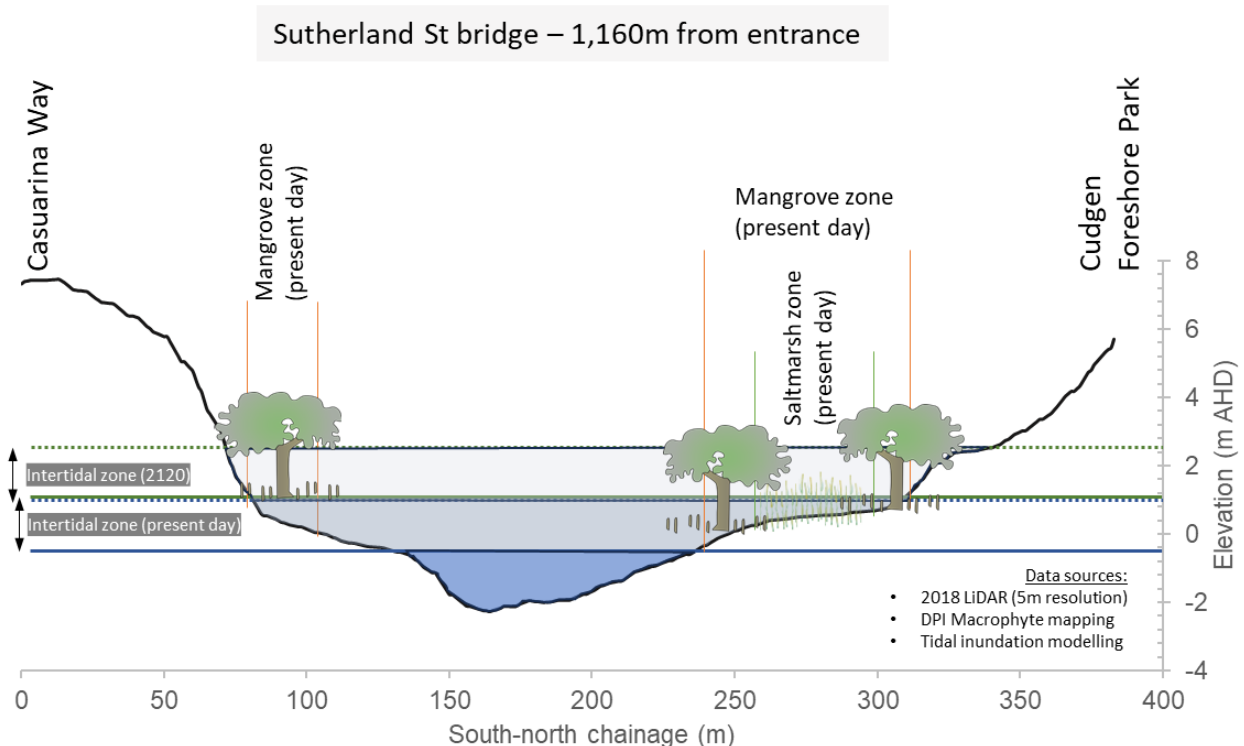 Sutherland St bridge – 1,160m from entrance
Casuarina Way
Mangrove zone
(present day)
Mangrove zone
(present day)
Saltmarsh zone
(present day)
Cudgen
Foreshore Park
Intertidal zone (2120)
Intertidal zone (present day)
8
6
4
2
0
-2
-4
Elevation (m AHD)
Data sources:
• 2018 LiDAR (5m resolution)
• DPI Macrophyte mapping
• Tidal inundation modelling
0 50 100 150 200 250 300 350 400
South-north chainage (m)